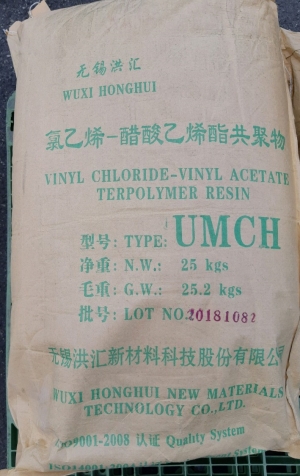 无锡洪汇
WUXI HONGHUI
氯乙烯-醋酸乙烯酯共聚物
VINYL CHLORIDE-VINYL ACETATE
TERPOLYMER RESIN
型号: TYPE: UMCH
净重: N.W.: 25 kgs
毛重: G.W.: 25.2 kgs
批号: LOT NO.20181082
无锡洪汇新材料科技股份有限公司
WUXI HONGHUI NEW MATERIALS
TECHNOLOGY CO.,LTD.
ISO9001-2008 认证 Quality System